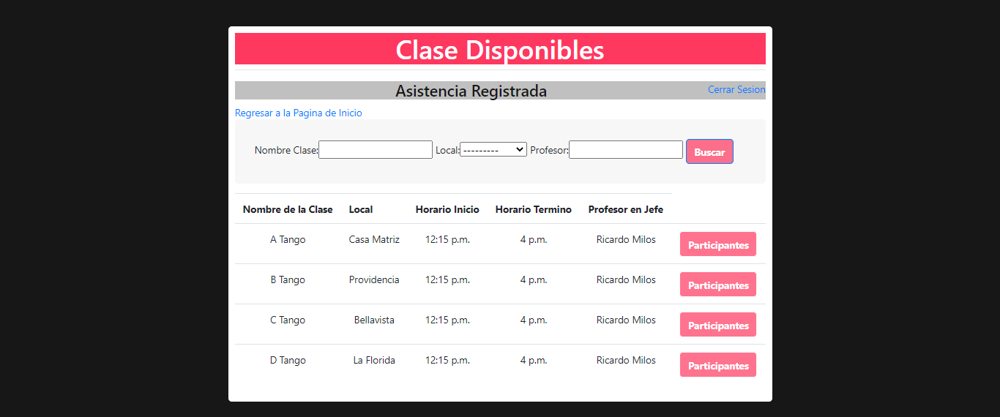 Clase Disponibles
Asistencia Registrada Cerrar Sesion
Regresar a la Pagina de Inicio
Nombre Clase: Local: --------- Profesor: Buscar
Nombre de la Clase Local Horario Inicio Horario Termino Profesor en Jefe
A Tango Casa Matriz 12:15 p.m. 4 p.m. Ricardo Milos Participantes
B Tango Providencia 12:15 p.m. 4 p.m. Ricardo Milos Participantes
C Tango Bellavista 12:15 p.m. 4 p.m. Ricardo Milos Participantes
D Tango La Florida 12:15 p.m. 4 p.m. Ricardo Milos Participantes